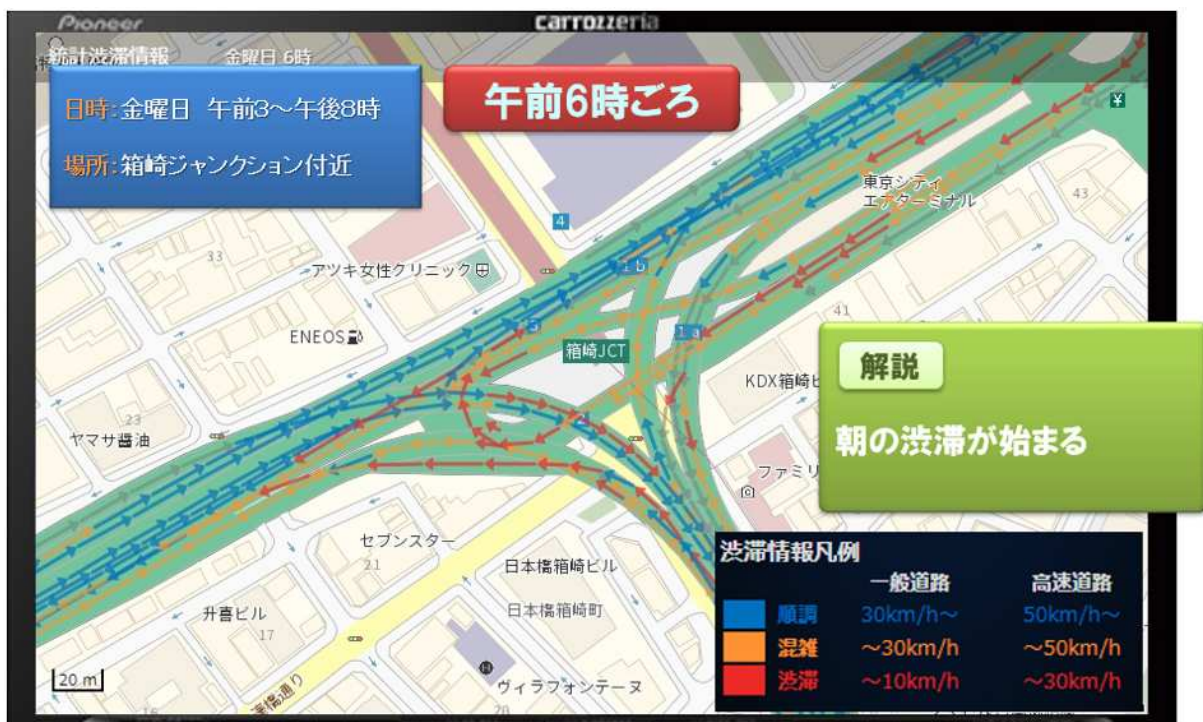 Pioneer
carrozzeria
統計渋滞情報 金曜日 6時
日時:金曜日 午前3～午後8時
場所:箱崎ジャンクション付近
午前6時ごろ
¥
東京シティ
エアターミナル
43
33
4
アツキ女性クリニック
1b
5
1a
41
ENEOS
箱崎JCT
KDX箱崎ビ
解説
朝の渋滞が始まる
23
ヤマサ醤油
ファミリ
セブンスター
21
日本橋箱崎ビル
日本橋箱崎町
升喜ビル
17
20 m
ヴィラフォンテーヌ
16
20
渋滞情報凡例
一般道路 高速道路
順調 30km/h～ 50km/h～
混雑 ～30km/h ～50km/h
渋滞 ～10km/h ～30km/h